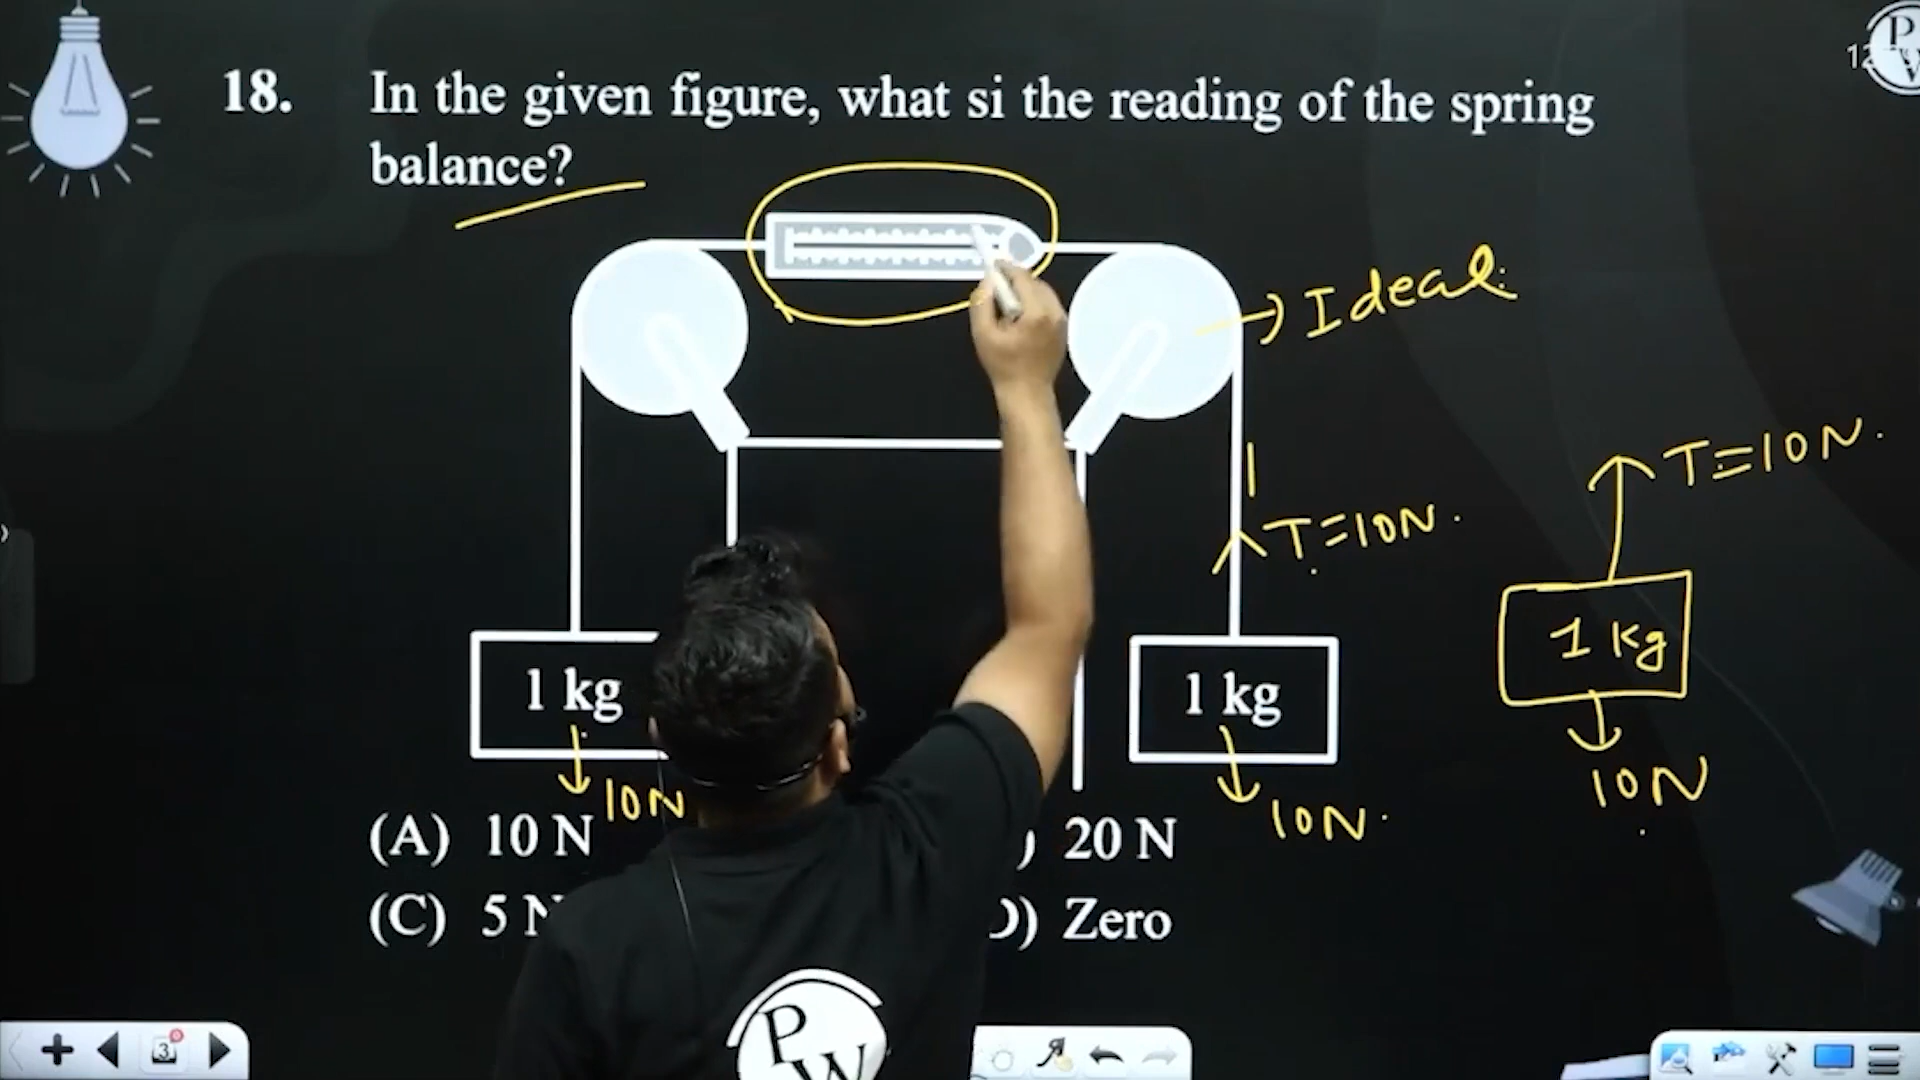 18. In the given figure, what si the reading of the spring
balance?
Ideal.
T=10N.
T=10N.
1 kg
1 kg
1 kg
10N
10N.
10N
(A) 10 N
) 20 N
(C) 5 N
D) Zero
P
W
P
3